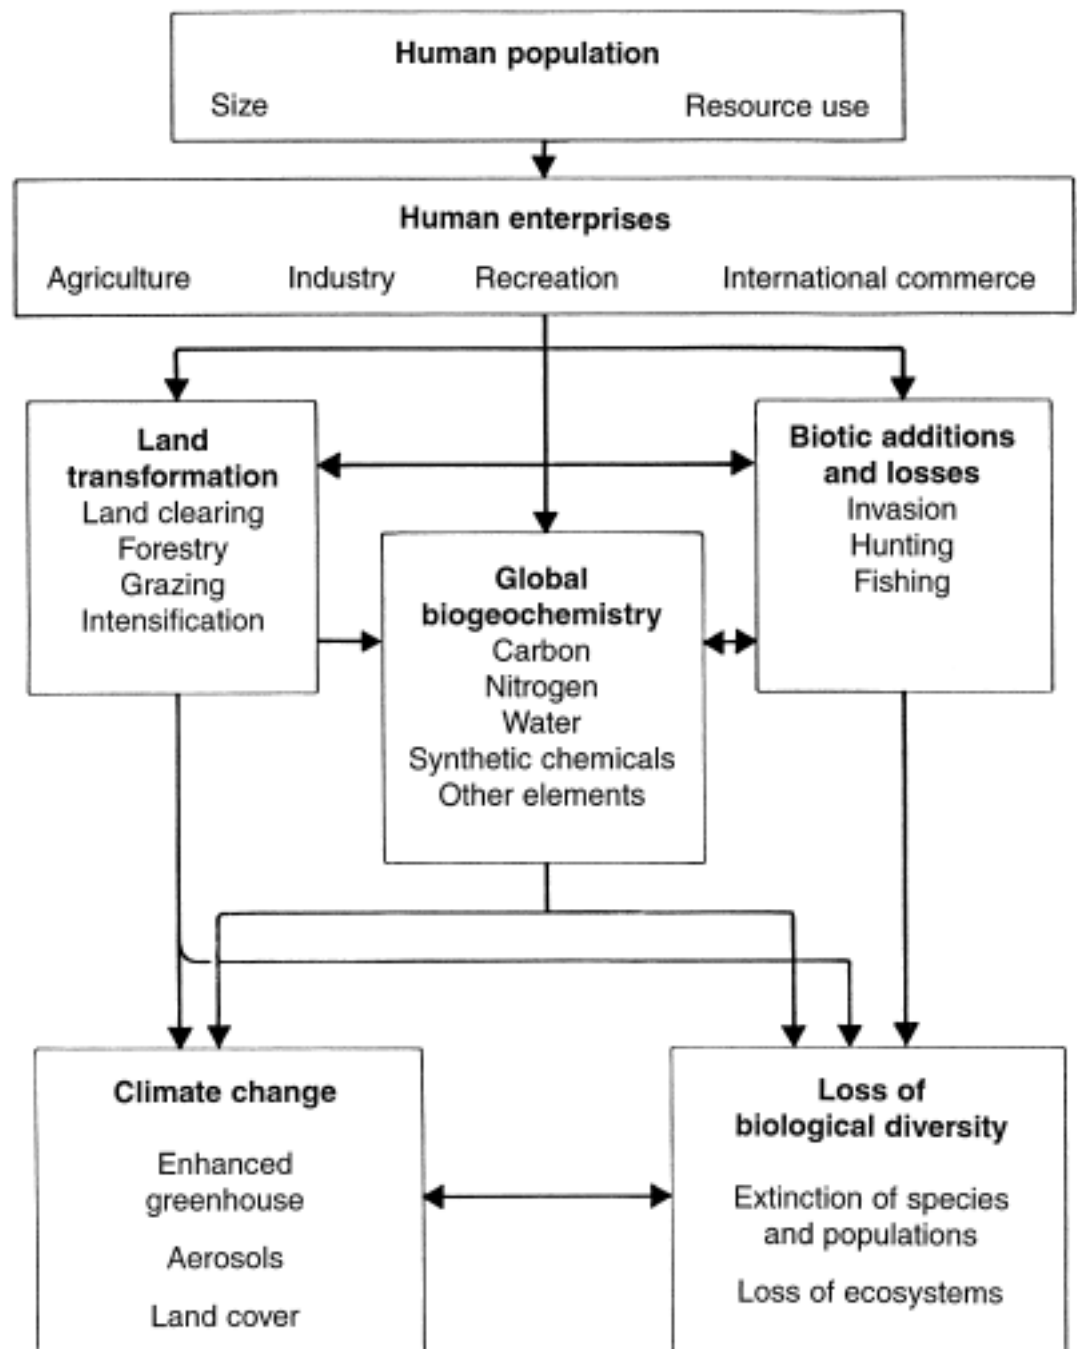 Human population
Size Resource use
Human enterprises
Agriculture Industry Recreation International commerce
Land
transformation
Land clearing
Forestry
Grazing
Intensification
Biotic additions
and losses
Invasion
Hunting
Fishing
Global
biogeochemistry
Carbon
Nitrogen
Water
Synthetic chemicals
Other elements
Climate change
Enhanced
greenhouse
Aerosols
Land cover
Loss of
biological diversity
Extinction of species
and populations
Loss of ecosystems